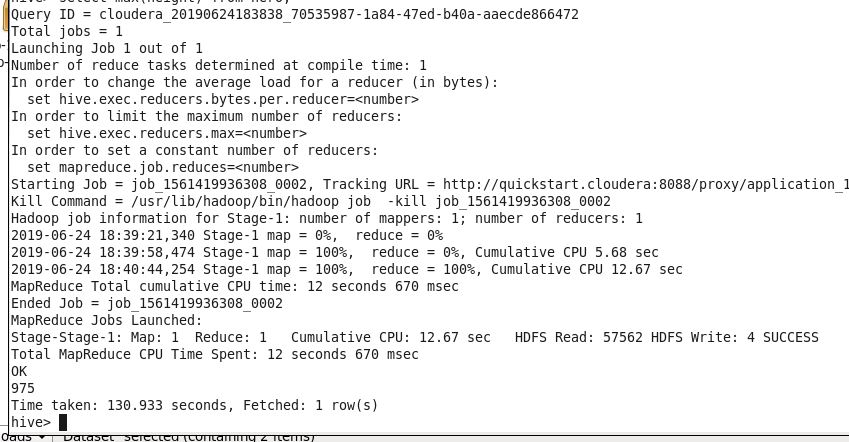 hive> select max(height) from hero;
Query ID = cloudera_20190624183838_70535987-1a84-47ed-b40a-aaecde866472
Total jobs = 1
Launching Job 1 out of 1
Number of reduce tasks determined at compile time: 1
In order to change the average load for a reducer (in bytes):
  set hive.exec.reducers.bytes.per.reducer=<number>
In order to limit the maximum number of reducers:
  set hive.exec.reducers.max=<number>
In order to set a constant number of reducers:
  set mapreduce.job.reduces=<number>
Starting Job = job_1561419936308_0002, Tracking URL = http://quickstart.cloudera:8088/proxy/application_1
Kill Command = /usr/lib/hadoop/bin/hadoop job  -kill job_1561419936308_0002
Hadoop job information for Stage-1: number of mappers: 1; number of reducers: 1
2019-06-24 18:39:21,340 Stage-1 map = 0%,  reduce = 0%
2019-06-24 18:39:58,474 Stage-1 map = 100%,  reduce = 0%, Cumulative CPU 5.68 sec
2019-06-24 18:40:44,254 Stage-1 map = 100%,  reduce = 100%, Cumulative CPU 12.67 sec
MapReduce Total cumulative CPU time: 12 seconds 670 msec
Ended Job = job_1561419936308_0002
MapReduce Jobs Launched:
Stage-Stage-1: Map: 1  Reduce: 1   Cumulative CPU: 12.67 sec   HDFS Read: 57562 HDFS Write: 4 SUCCESS
Total MapReduce CPU Time Spent: 12 seconds 670 msec
OK
975
Time taken: 130.933 seconds, Fetched: 1 row(s)
hive>
oads "Dataset" selected (containing 2 items)